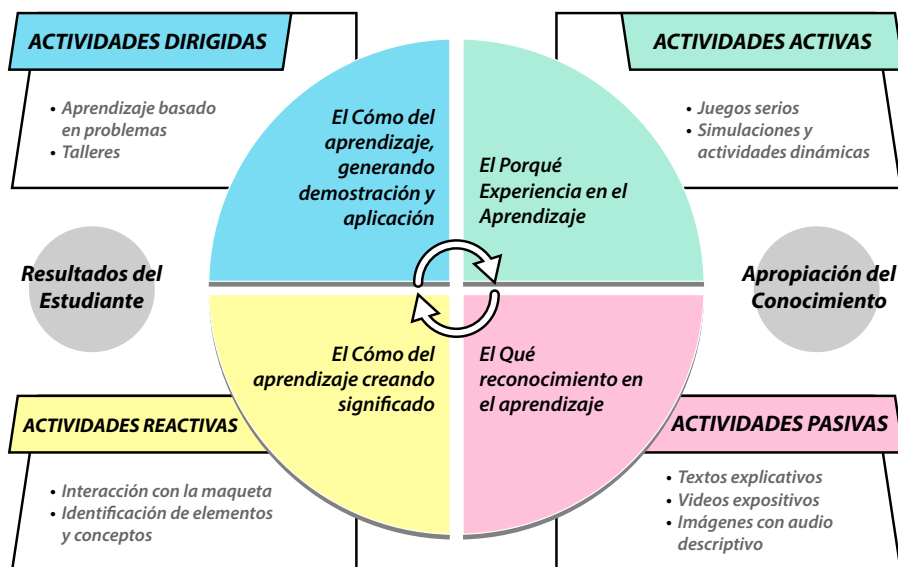 ACTIVIDADES DIRIGIDAS
• Aprendizaje basado
en problemas
• Talleres
El Cómo del
aprendizaje,
generando
demostración y
aplicación
El Porqué
Experiencia en el
Aprendizaje
ACTIVIDADES ACTIVAS
• Juegos serios
• Simulaciones y
actividades dinámicas
Resultados del
Estudiante
Apropiación del
Conocimiento
El Cómo del
aprendizaje creando
significado
El Qué
reconocimiento en
el aprendizaje
ACTIVIDADES REACTIVAS
• Interacción con la maqueta
• Identificación de elementos
y conceptos
ACTIVIDADES PASIVAS
• Textos explicativos
• Videos expositivos
• Imágenes con audio
descriptivo